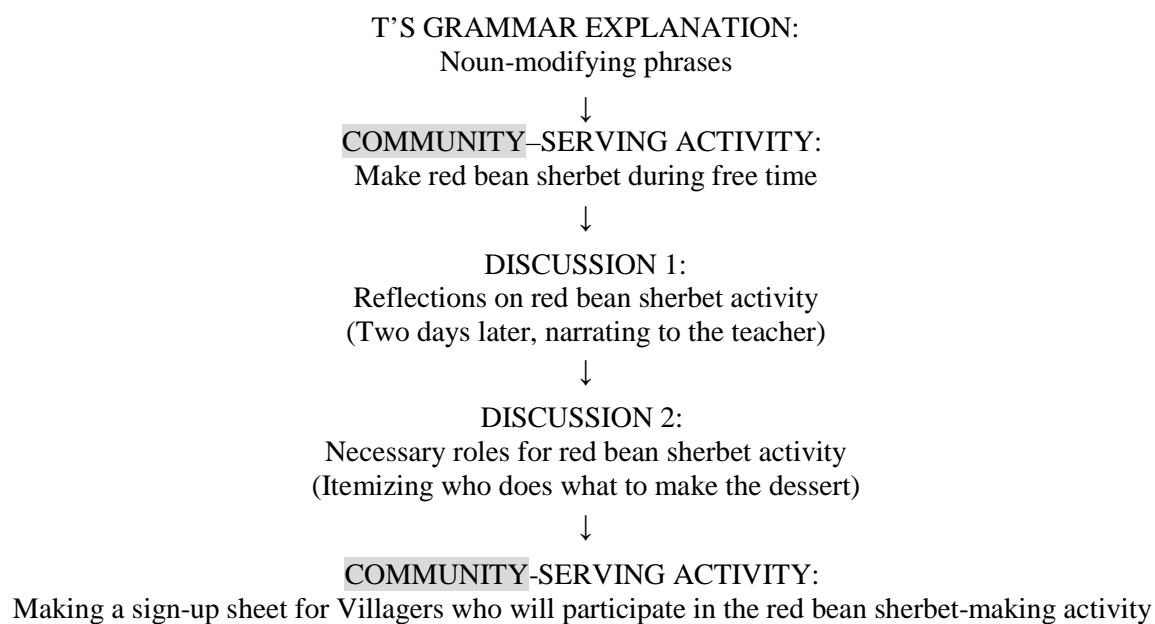 T’S GRAMMAR EXPLANATION:
Noun-modifying phrases
↓
COMMUNITY–SERVING ACTIVITY:
Make red bean sherbet during free time
↓
DISCUSSION 1:
Reflections on red bean sherbet activity
(Two days later, narrating to the teacher)
↓
DISCUSSION 2:
Necessary roles for red bean sherbet activity
(Itemizing who does what to make the dessert)
↓
COMMUNITY-SERVING ACTIVITY:
Making a sign-up sheet for Villagers who will participate in the red bean sherbet-making activity